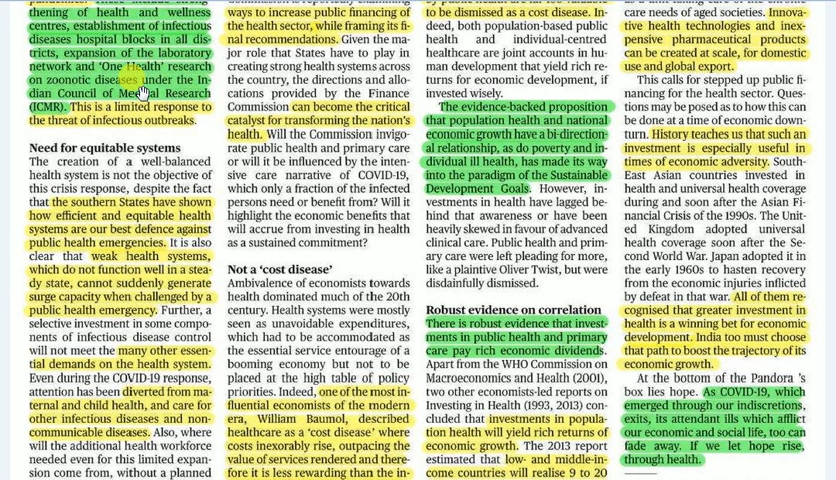 thening of health and wellness
centres, establishment of infectious
diseases hospital blocks in all dis-
tricts, expansion of the laboratory
network and 'One Health' research
on zoonotic diseases under the In-
dian Council of Medical Research
(ICMR). This is a limited response to
the threat of infectious outbreaks.
Need for equitable systems
The creation of a well-balanced
health system is not the objective of
this crisis response, despite the fact
that the southern States have shown
how efficient and equitable health
systems are our best defence against
public health emergencies. It is also
clear that weak health systems,
which do not function well in a stea-
dy state, cannot suddenly generate
surge capacity when challenged by a
public health emergency. Further, a
selective investment in some compo-
nents of infectious disease control
will not meet the many other essen-
tial demands on the health system.
Even during the COVID-19 response,
attention has been diverted from ma-
ternal and child health, and care for
other infectious diseases and non-
communicable diseases. Also, where
will the additional health workforce
needed even for this limited expan-
sion come from, without a planned
ways to increase public financing of
the health sector, while framing its fi-
nal recommendations. Given the ma-
jor role that States have to play in
creating strong health systems across
the country, the directions and allo-
cations provided by the Finance
Commission can become the critical
catalyst for transforming the nation's
health. Will the Commission invigo-
rate public health and primary care
or will it be influenced by the inten-
sive care narrative of COVID-19,
which only a fraction of the infected
persons need or benefit from? Will it
highlight the economic benefits that
will accrue from investing in health
as a sustained commitment?
Not a 'cost disease'
Ambivalence of economists towards
health dominated much of the 20th
century. Health systems were mostly
seen as unavoidable expenditures,
which had to be accommodated as
the essential service entourage of a
booming economy but not to be
placed at the high table of policy
priorities. Indeed, one of the most in-
fluential economists of the modern
era, William Baumol, described
healthcare as a 'cost disease' where
costs inexorably rise, outpacing the
value of services rendered and there-
fore it is less rewarding than the in-
to be dismissed as a cost disease. In-
deed, both population-based public
health and individual-centred
healthcare are joint accounts in hu-
man development that yield rich re-
turns for economic development, if
invested wisely.
The evidence-backed proposition
that population health and national
economic growth have a bi-direction-
al relationship, as do poverty and in-
dividual ill health, has made its way
into the paradigm of the Sustainable
Development Goals. However, in-
vestments in health have lagged be-
hind that awareness or have been
heavily skewed in favour of advanced
clinical care. Public health and prim-
ary care were left pleading for more,
like a plaintive Oliver Twist, but were
disdainfully dismissed.
Robust evidence on correlation
There is robust evidence that invest-
ments in public health and primary
care pay rich economic dividends.
Apart from the WHO Commission on
Macroeconomics and Health (2001),
two other economists-led reports on
Investing in Health (1993, 2013) con-
cluded that investments in popula-
tion health will yield rich returns of
economic growth. The 2013 report
estimated that low- and middle-in-
come countries will realise 9 to 20
care needs of aged societies. Innova-
tive health technologies and inex-
pensive pharmaceutical products
can be created at scale, for domestic
use and global export.
This calls for stepped up public fi-
nancing for the health sector. Ques-
tions may be posed as to how this can
be done at a time of economic down-
turn. History teaches us that such an
investment is especially useful in
times of economic adversity. South-
East Asian countries invested in
health and universal health coverage
during and soon after the Asian Fi-
nancial Crisis of the 1990s. The Unit-
ed Kingdom adopted universal
health coverage soon after the Se-
cond World War. Japan adopted it in
the early 1960s to hasten recovery
from the economic injuries inflicted
by defeat in that war. All of them re-
cognised that greater investment in
health is a winning bet for economic
development. India too must choose
that path to boost the trajectory of its
economic growth.
At the bottom of the Pandora 's
box lies hope. As COVID-19, which
emerged through our indiscretions,
exits, its attendant ills which afflict
our economic and social life, too can
fade away. If we let hope rise,
through health.